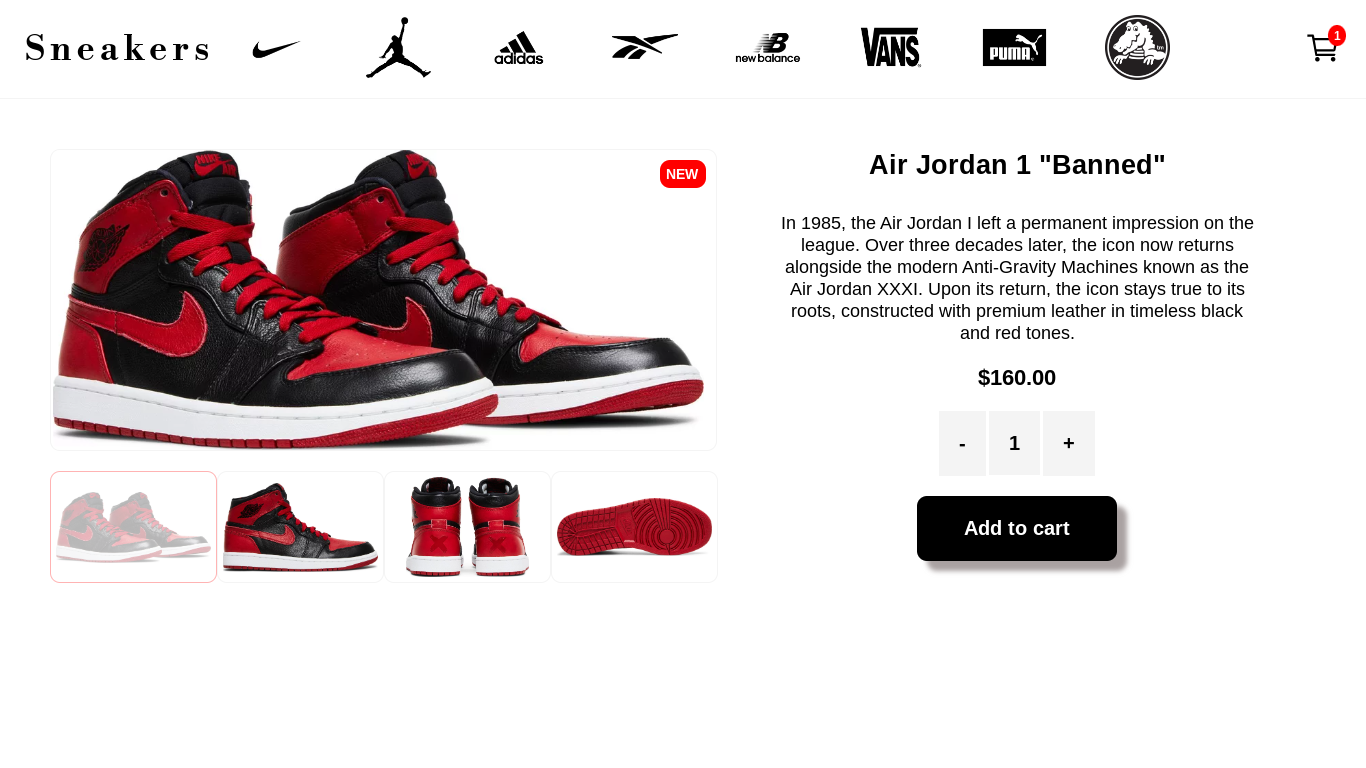 Sneakers
adidas
new balance
VANS
PUMA
tm
1
NEW
NIKE
AIR
Air Jordan 1 "Banned"
In 1985, the Air Jordan I left a permanent impression on the
league. Over three decades later, the icon now returns
alongside the modern Anti-Gravity Machines known as the
Air Jordan XXXI. Upon its return, the icon stays true to its
roots, constructed with premium leather in timeless black
and red tones.
$160.00
- 1 +
Add to cart